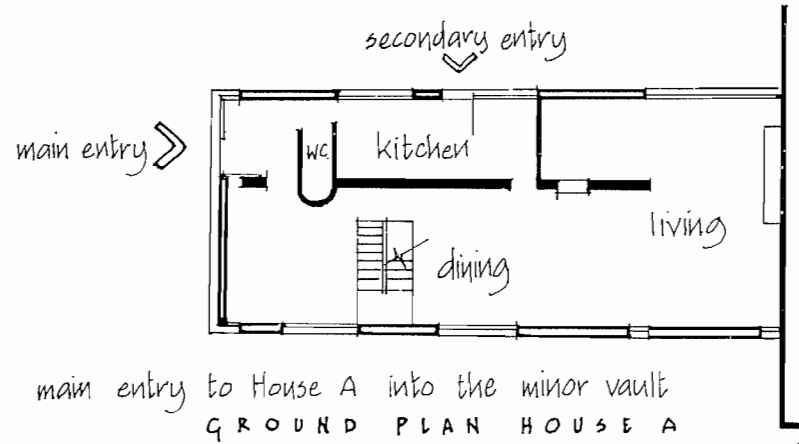 secondary entry
main entry
WC
kitchen
living
dining
main entry to House A into the minor vault
GROUND PLAN HOUSE A